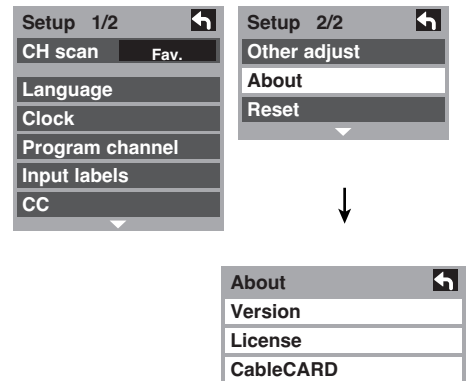 Setup 1/2
CH scan Fav.
Language
Clock
Program channel
Input labels
CC
Setup 2/2
Other adjust
About
Reset
About
Version
License
CableCARD